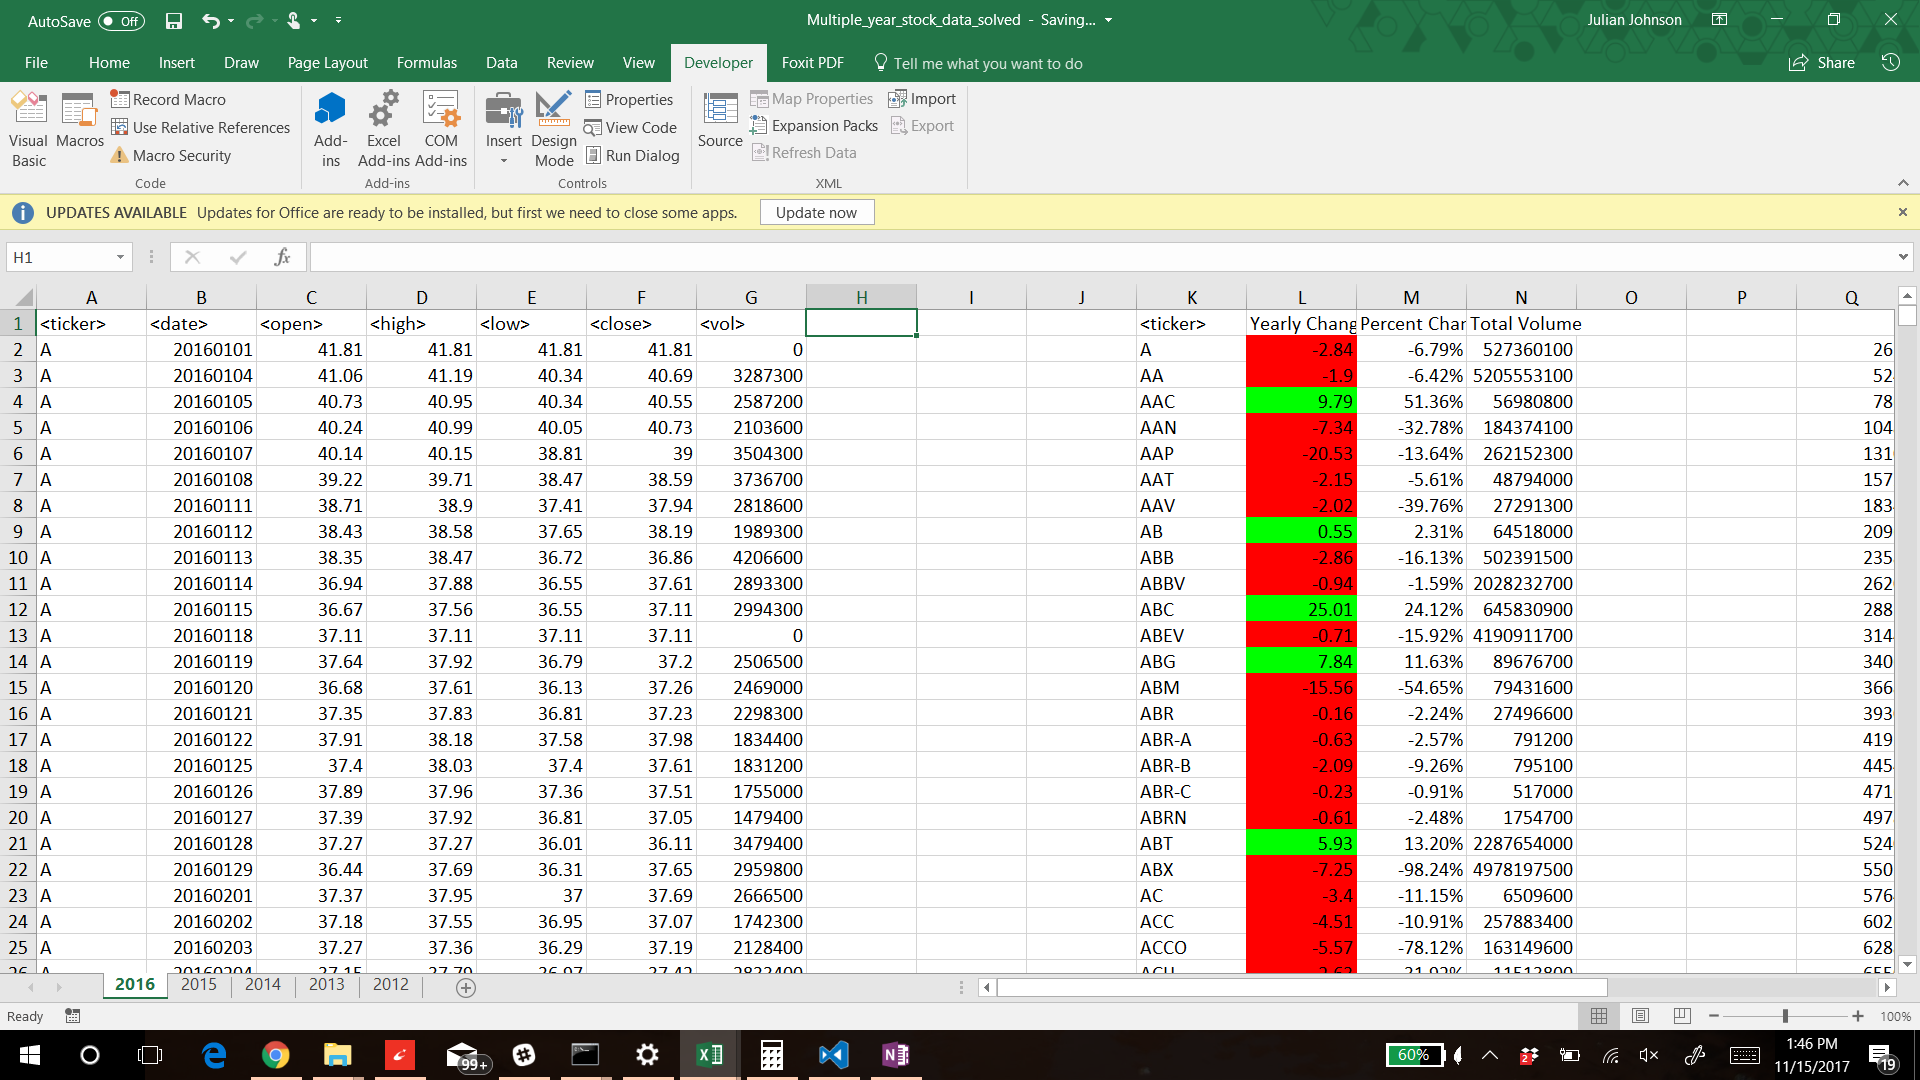 AutoSave Off Multiple_year_stock_data_solved - Saving... Julian Johnson
File Home Insert Draw Page Layout Formulas Data Review View Developer Foxit PDF Tell me what you want to do Share
Visual Basic
Macros
Record Macro
Use Relative References
Macro Security
Code
Add-ins
Excel Add-ins
COM Add-ins
Add-ins
Insert
Design Mode
Properties
View Code
Run Dialog
Controls
Source
Map Properties
Expansion Packs
Refresh Data
Import
Export
XML
UPDATES AVAILABLE Updates for Office are ready to be installed, but first we need to close some apps. Update now
H1 fx
A B C D E F G H I J K L M N O P Q
1 <ticker> <date> <open> <high> <low> <close> <vol> <ticker> Yearly Chang Percent Char Total Volume
2 A 20160101 41.81 41.81 41.81 41.81 0 A -2.84 -6.79% 527360100 26
3 A 20160104 41.06 41.19 40.34 40.69 3287300 AA -1.9 -6.42% 5205553100 52
4 A 20160105 40.73 40.95 40.34 40.55 2587200 AAC 9.79 51.36% 56980800 78
5 A 20160106 40.24 40.99 40.05 40.73 2103600 AAN -7.34 -32.78% 184374100 104
6 A 20160107 40.14 40.15 38.81 39 3504300 AAP -20.53 -13.64% 262152300 131
7 A 20160108 39.22 39.71 38.47 38.59 3736700 AAT -2.15 -5.61% 48794000 157
8 A 20160111 38.71 38.9 37.41 37.94 2818600 AAV -2.02 -39.76% 27291300 183
9 A 20160112 38.43 38.58 37.65 38.19 1989300 AB 0.55 2.31% 64518000 209
10 A 20160113 38.35 38.47 36.72 36.86 4206600 ABB -2.86 -16.13% 502391500 235
11 A 20160114 36.94 37.88 36.55 37.61 2893300 ABBV -0.94 -1.59% 2028232700 262
12 A 20160115 36.67 37.56 36.55 37.11 2994300 ABC 25.01 24.12% 645830900 288
13 A 20160118 37.11 37.11 37.11 37.11 0 ABEV -0.71 -15.92% 4190911700 314
14 A 20160119 37.64 37.92 36.79 37.2 2506500 ABG 7.84 11.63% 89676700 340
15 A 20160120 36.68 37.61 36.13 37.26 2469000 ABM -15.56 -54.65% 79431600 366
16 A 20160121 37.35 37.83 36.81 37.23 2298300 ABR -0.16 -2.24% 27496600 393
17 A 20160122 37.91 38.18 37.58 37.98 1834400 ABR-A -0.63 -2.57% 791200 419
18 A 20160125 37.4 38.03 37.4 37.61 1831200 ABR-B -2.09 -9.26% 795100 445
19 A 20160126 37.89 37.96 37.36 37.51 1755000 ABR-C -0.23 -0.91% 517000 471
20 A 20160127 37.39 37.92 36.81 37.05 1479400 ABRN -0.61 -2.48% 1754700 497
21 A 20160128 37.27 37.27 36.01 36.11 3479400 ABT 5.93 13.20% 2287654000 524
22 A 20160129 36.44 37.69 36.31 37.65 2959800 ABX -7.25 -98.24% 4978197500 550
23 A 20160201 37.37 37.95 37 37.69 2666500 AC -3.4 -11.15% 6509600 576
24 A 20160202 37.18 37.55 36.95 37.07 1742300 ACC -4.51 -10.91% 257883400 602
25 A 20160203 37.27 37.36 36.29 37.19 2128400 ACCO -5.57 -78.12% 163149600 628
2016 2015 2014 2013 2012
Ready 100%
99+ 60% 2 1:46 PM
11/15/2017 19